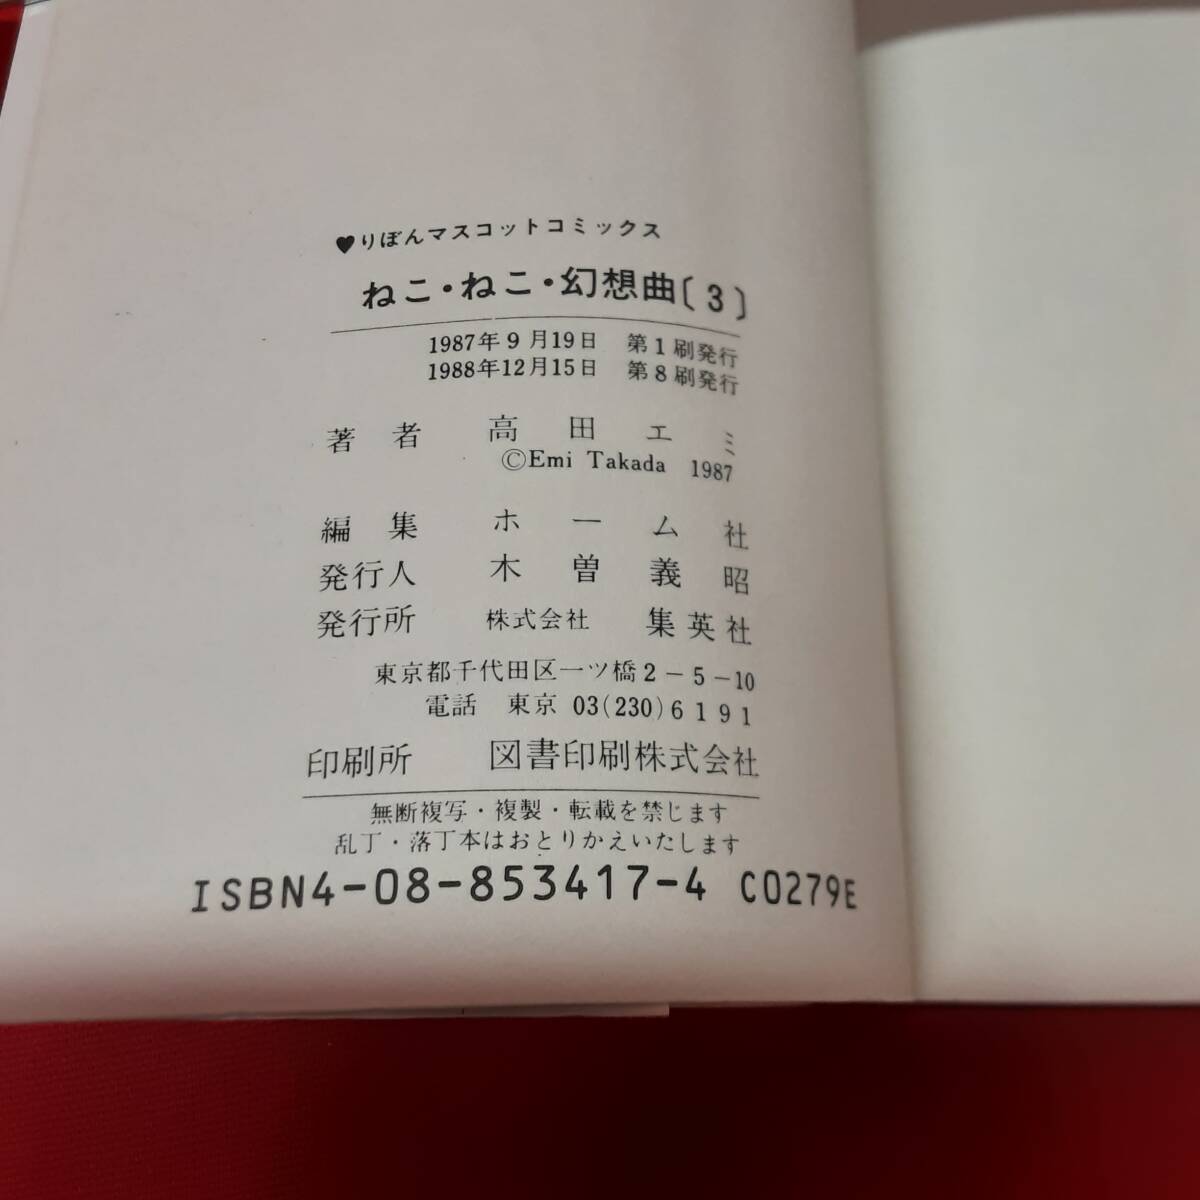 ♥りぼんマスコットコミックス
ねこ・ねこ・幻想曲〔3〕
1987年9月19日 第1刷発行
1988年12月15日 第8刷発行
著者 高田エミ
©Emi Takada 1987
編集 ホーム社
発行人 木曽義昭
発行所 株式会社 集英社
東京都千代田区一ツ橋2-5-10
電話 東京 03(230)6191
印刷所 図書印刷株式会社
無断複写・複製・転載を禁じます
乱丁・落丁本はおとりかえいたします
ISBN4-08-853417-4 C0279E